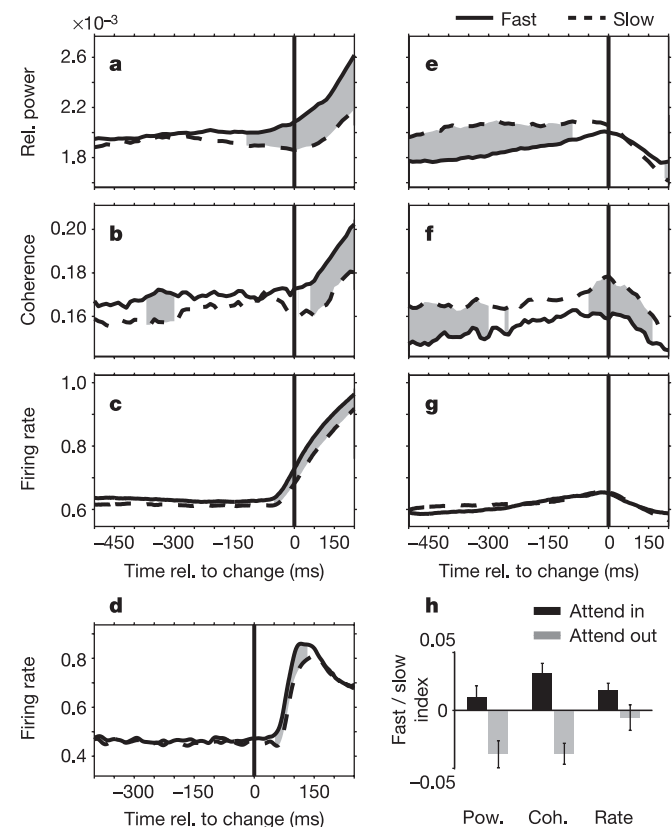 ×10⁻³
Fast Slow
a
e
2.6
2.2
1.8
Rel. power
b
f
0.20
0.18
0.16
Coherence
c
g
1.0
0.8
0.6
Firing rate
−450 −300 −150 0 150
Time rel. to change (ms)
−450 −300 −150 0 150
Time rel. to change (ms)
d
0.8
0.6
0.4
Firing rate
−450 −300 −150 0 150
Time rel. to change (ms)
h
Attend in
Attend out
0.05
0
−0.05
Fast / slow
index
Pow. Coh. Rate